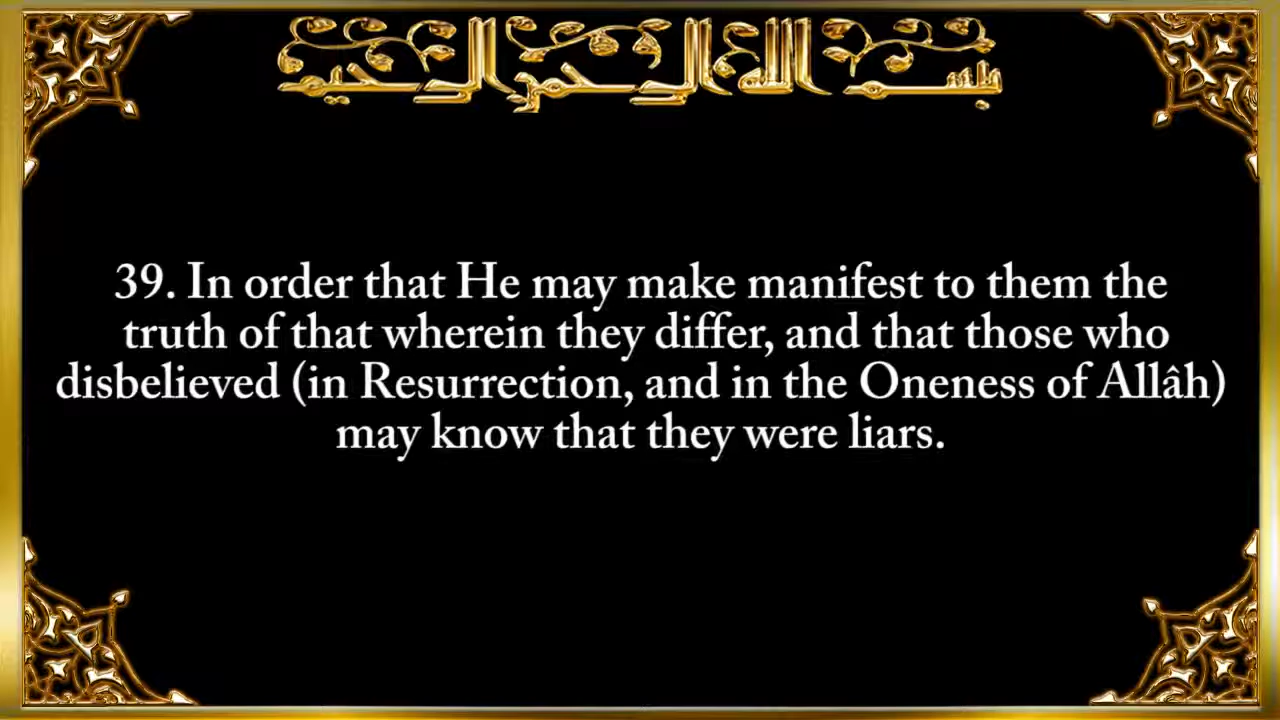 بسم الله الرحمن الرحيم
39. In order that He may make manifest to them the
truth of that wherein they differ, and that those who
disbelieved (in Resurrection, and in the Oneness of Allâh)
may know that they were liars.